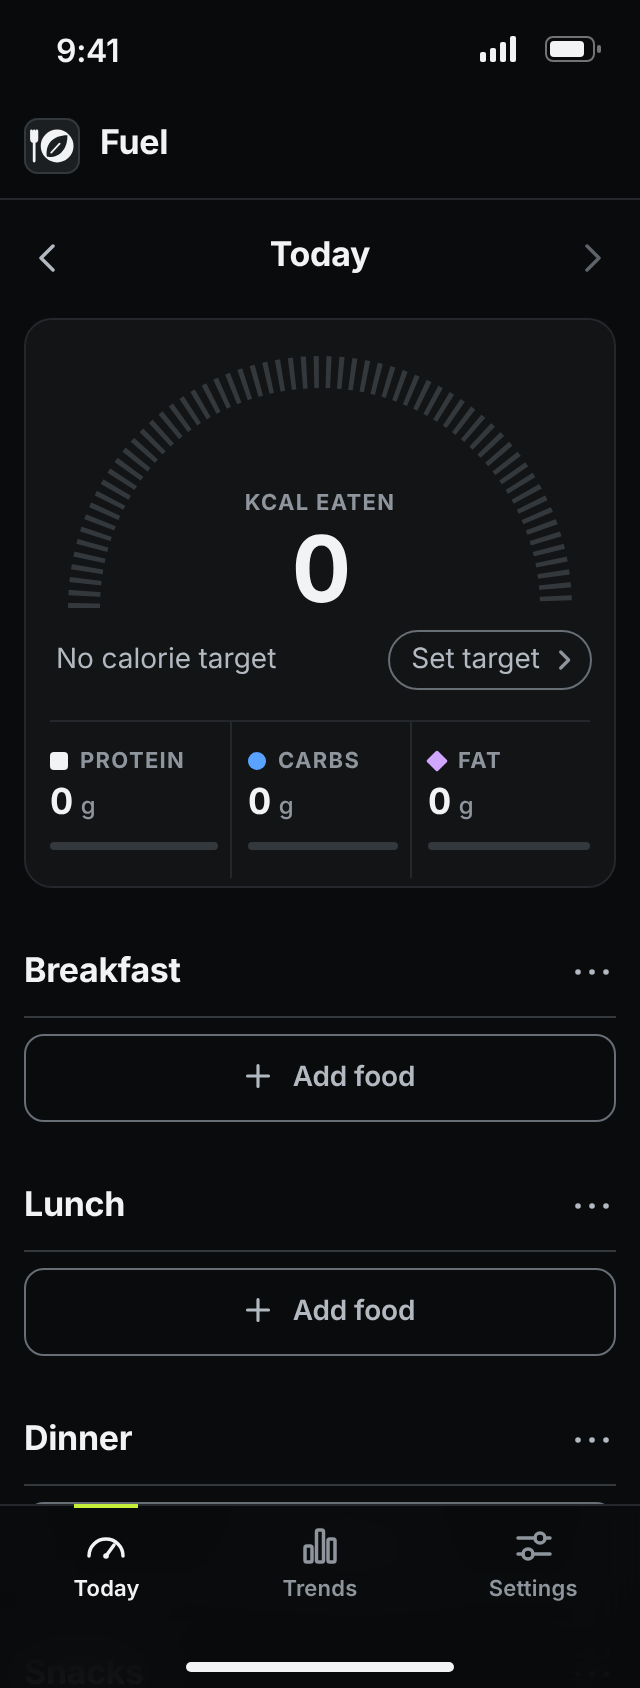 9:41
Fuel
Today
KCAL EATEN
0
No calorie target
Set target
PROTEIN
CARBS
FAT
0 g
0 g
0 g
Breakfast
Add food
Lunch
Add food
Dinner
Today
Trends
Settings
Snacks